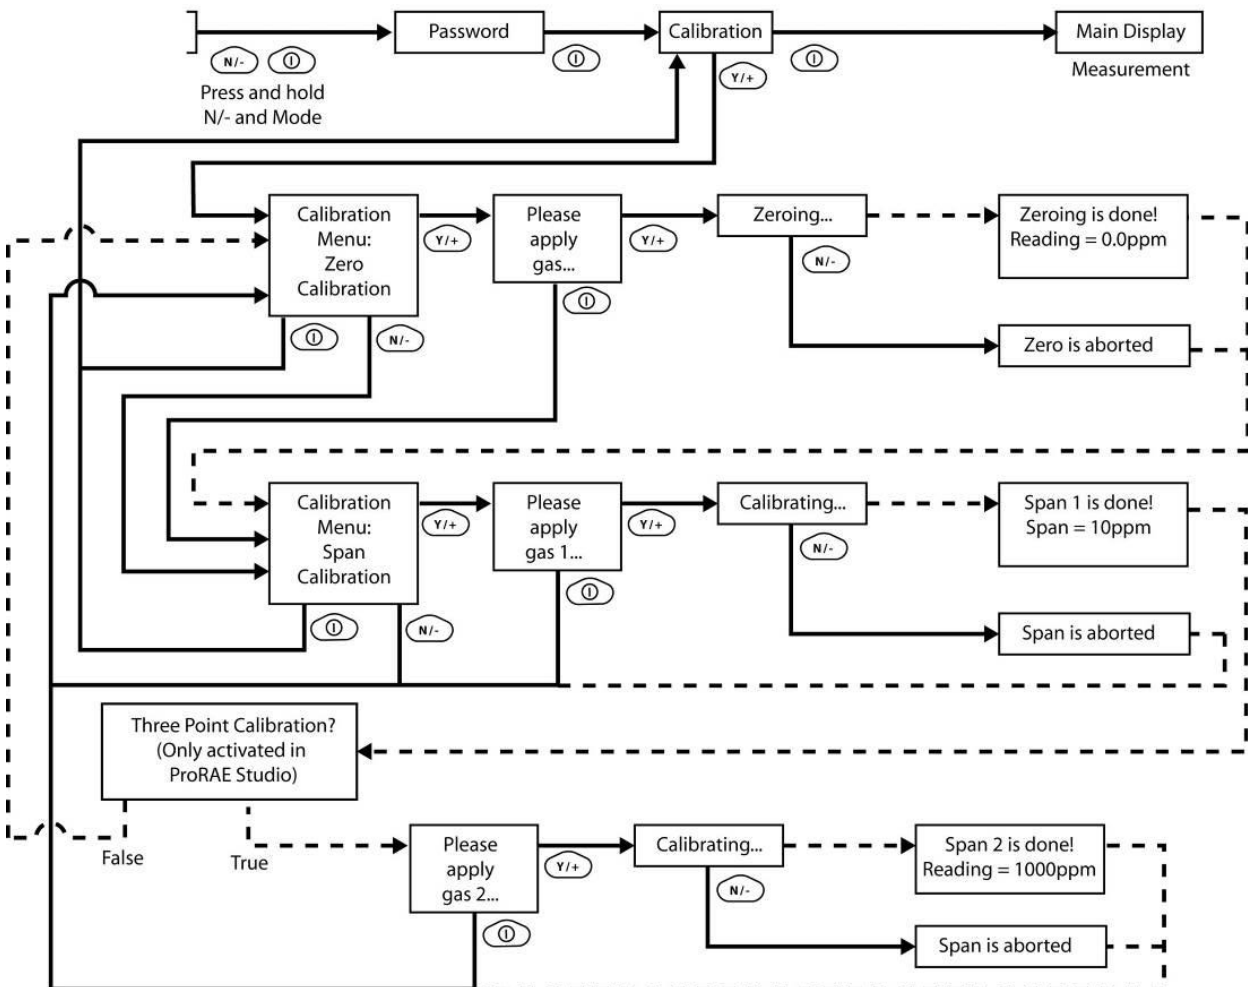 Password
Calibration
Main Display
N/-
Y/+
Measurement
Press and hold
N/- and Mode
Calibration
Menu:
Zero
Calibration
Y/+
Please
apply
gas...
Y/+
Zeroing...
N/-
Zeroing is done!
Reading = 0.0ppm
N/-
Zero is aborted
Calibration
Menu:
Span
Calibration
Y/+
Please
apply
gas 1...
Y/+
Calibrating...
N/-
Span 1 is done!
Span = 10ppm
N/-
Span is aborted
Three Point Calibration?
(Only activated in
ProRAE Studio)
False
True
Please
apply
gas 2...
Y/+
Calibrating...
N/-
Span 2 is done!
Reading = 1000ppm
Span is aborted